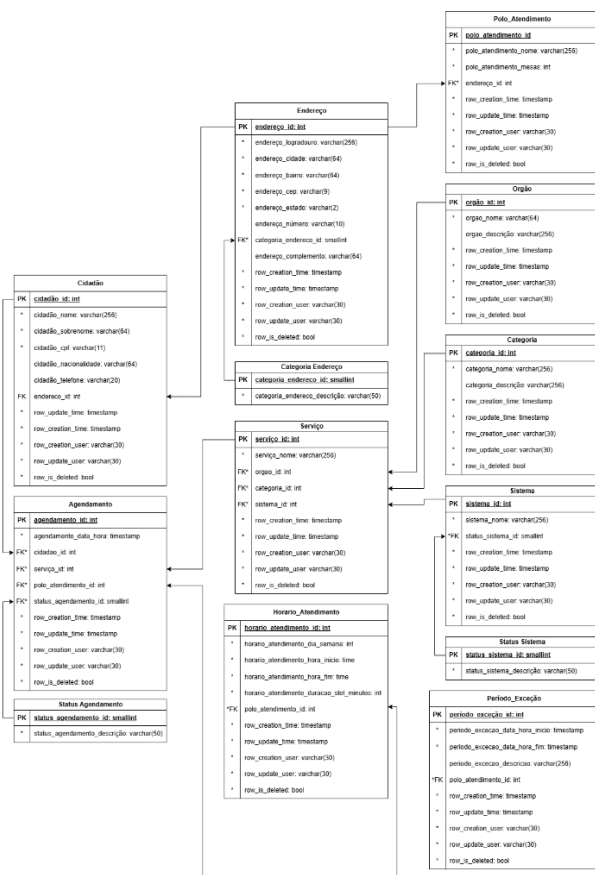 Polo_Atendimento
PK polo_atendimento_id
* polo_atendimento_nome: varchar(256)
* polo_atendimento_mesas: int
FK* endereço_id: int
* row_creation_time: timestamp
* row_update_time: timestamp
* row_creation_user: varchar(30)
* row_update_user: varchar(30)
* row_is_deleted: bool
Endereço
PK endereço_id: int
* endereço_logradouro: varchar(256)
* endereço_cidade: varchar(64)
* endereço_bairro: varchar(64)
* endereço_cep: varchar(9)
* endereço_estado: varchar(2)
endereço_número: varchar(10)
FK* categoria_endereco_id: smallint
endereço_complemento: varchar(64)
* row_creation_time: timestamp
* row_update_time: timestamp
* row_creation_user: varchar(30)
* row_update_user: varchar(30)
* row_is_deleted: bool
Orgão
PK orgão_id: int
* orgao_nome: varchar(64)
orgao_descrição: varchar(256)
* row_creation_time: timestamp
* row_update_time: timestamp
* row_creation_user: varchar(30)
* row_update_user: varchar(30)
* row_is_deleted: bool
Cidadão
PK cidadão_id: int
* cidadão_nome: varchar(256)
* cidadão_sobrenome: varchar(64)
* cidadão_cpf: varchar(11)
cidadão_nacionalidade: varchar(64)
cidadão_telefone: varchar(20)
FK endereco_id: int
* row_update_time: timestamp
* row_creation_time: timestamp
* row_creation_user: varchar(30)
* row_update_user: varchar(30)
* row_is_deleted: bool
Categoria Endereço
PK categoria_endereco_id: smallint
* categoria_endereco_descrição: varchar(50)
Categoria
PK categoria_id: int
* categoria_nome: varchar(256)
categoria_descrição: varchar(256)
* row_creation_time: timestamp
* row_update_time: timestamp
* row_creation_user: varchar(30)
* row_update_user: varchar(30)
* row_is_deleted: bool
Serviço
PK serviço_id: int
* serviço_nome: varchar(256)
FK* orgao_id: int
FK* categoria_id: int
FK* sistema_id: int
* row_creation_time: timestamp
* row_update_time: timestamp
* row_creation_user: varchar(30)
* row_update_user: varchar(30)
* row_is_deleted: bool
Sistema
PK sistema_id: int
* sistema_nome: varchar(256)
*FK status_sistema_id: smallint
* row_creation_time: timestamp
* row_update_time: timestamp
* row_creation_user: varchar(30)
* row_update_user: varchar(30)
* row_is_deleted: bool
Agendamento
PK agendamento_id: int
* agendamento_data_hora: timestamp
FK* cidadao_id: int
FK* serviço_id: int
FK* polo_atendimento_id: int
FK* status_agendamento_id: smallint
* row_creation_time: timestamp
* row_update_time: timestamp
* row_creation_user: varchar(30)
* row_update_user: varchar(30)
* row_is_deleted: bool
Horario_Atendimento
PK horario_atendimento_id: int
* horario_atendimento_dia_semana: int
* horario_atendimento_hora_inicio: time
* horario_atendimento_hora_fim: time
* horario_atendimento_duracao_slot_minutos: int
*FK polo_atendimento_id: int
* row_creation_time: timestamp
* row_update_time: timestamp
* row_creation_user: varchar(30)
* row_update_user: varchar(30)
* row_is_deleted: bool
Status Sistema
PK status_sistema_id: smallint
* status_sistema_descrição: varchar(50)
Status Agendamento
PK status_agendamento_id: smallint
* status_agendamento_descrição: varchar(50)
Período_Exceção
PK período_exceção_id: int
* periodo_excecao_data_hora_inicio: timestamp
* período_excecao_data_hora_fim: timestamp
periodo_excecao_descricao: varchar(256)
*FK polo_atendimento_id: int
* row_creation_time: timestamp
* row_update_time: timestamp
* row_creation_user: varchar(30)
* row_update_user: varchar(30)
* row_is_deleted: bool